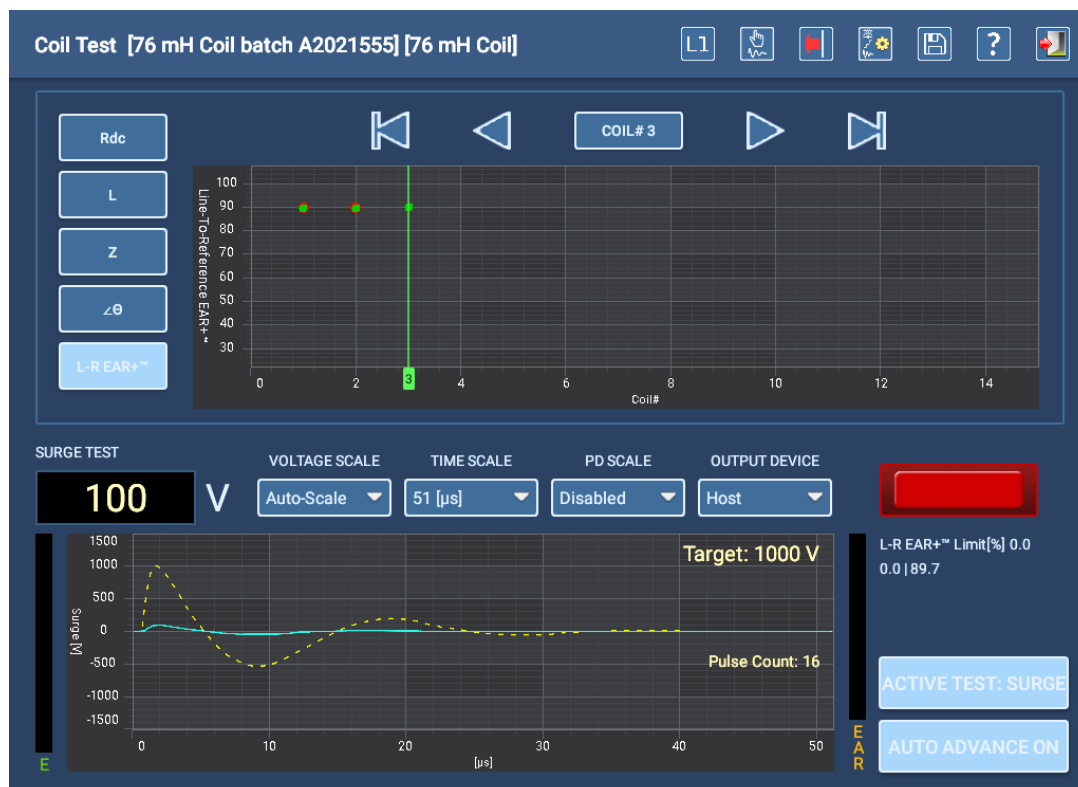 Coil Test [76 mH Coil batch A2021555] [76 mH Coil]
L1
?
Rdc
L
Z
∠Θ
L-R EAR+™
COIL# 3
Line-To-Reference EAR+™
100
90
80
70
60
50
40
30
0 2 3 4 6 8 10 12 14
Coil#
SURGE TEST
100 V
VOLTAGE SCALE
Auto-Scale
TIME SCALE
51 [µs]
PD SCALE
Disabled
OUTPUT DEVICE
Host
L-R EAR+™ Limit[%] 0.0
0.0 | 89.7
E
Surge [V]
1500
1000
500
0
-500
-1000
-1500
Target: 1000 V
Pulse Count: 16
0 10 20 30 40 50
[µs]
E
A
R
ACTIVE TEST: SURGE
AUTO ADVANCE ON